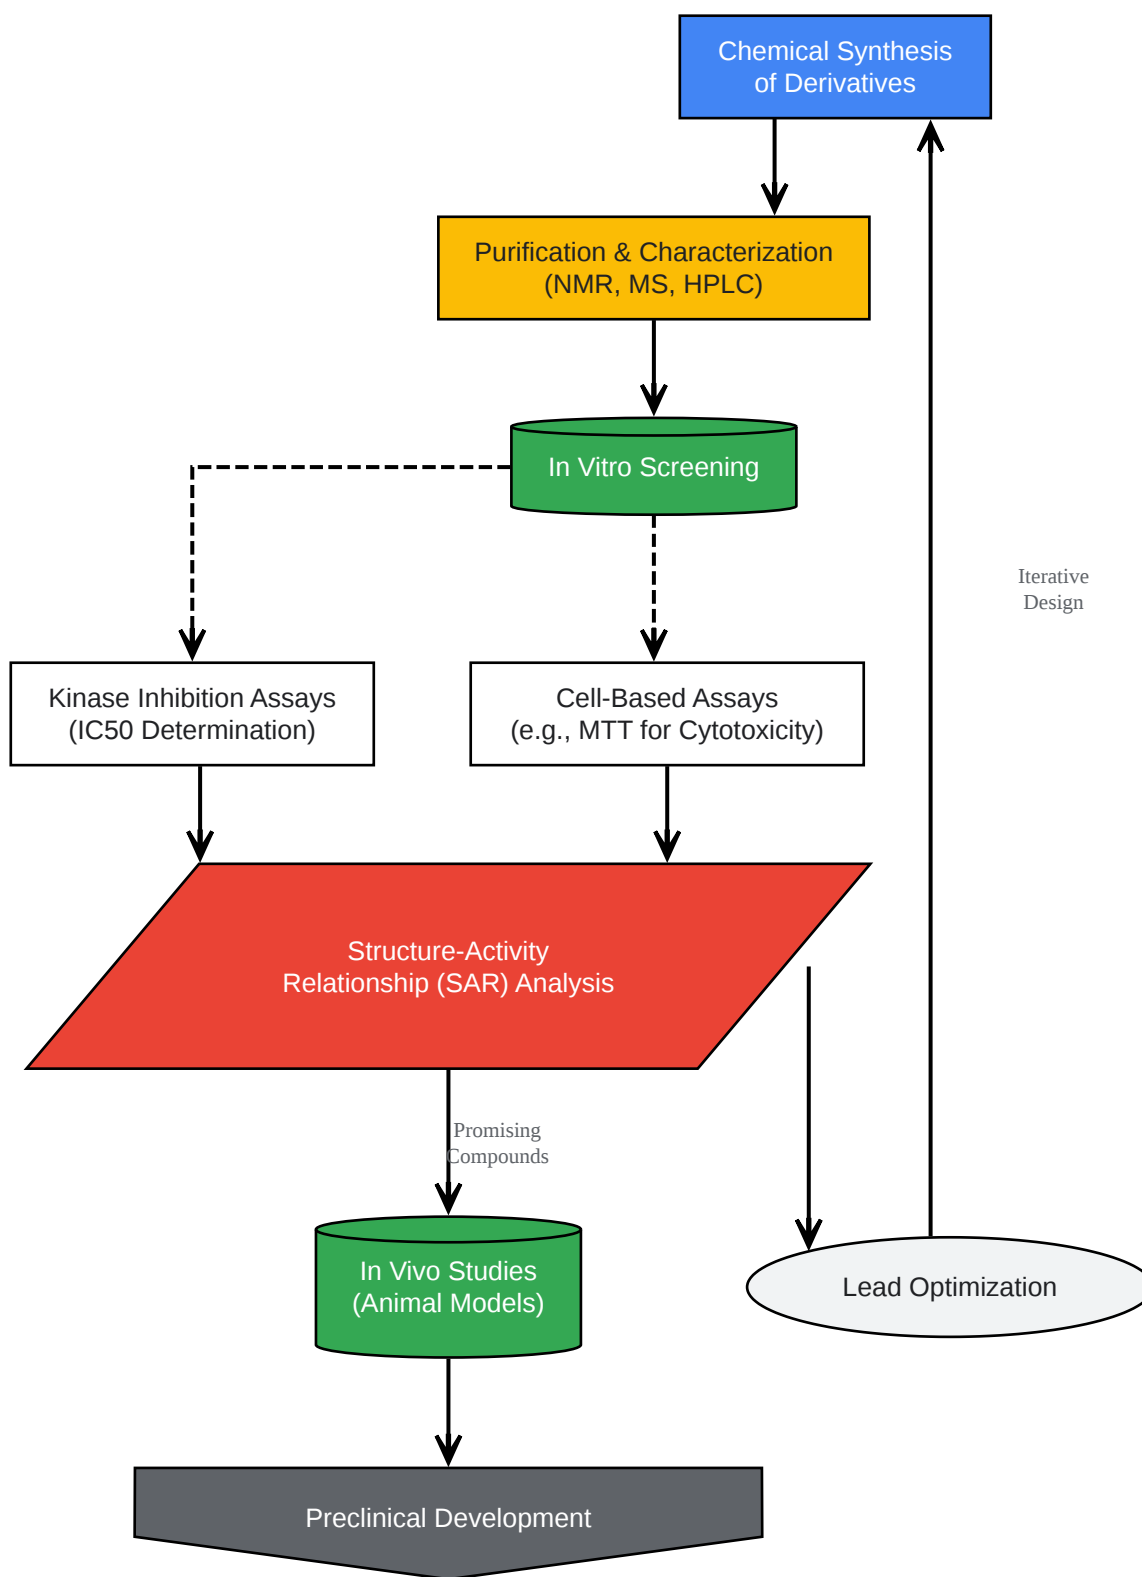 Chemical Synthesis
of Derivatives
Purification & Characterization
(NMR, MS, HPLC)
In Vitro Screening
Iterative
Design
Kinase Inhibition Assays
(IC50 Determination)
Cell-Based Assays
(e.g., MTT for Cytotoxicity)
Structure-Activity
Relationship (SAR) Analysis
Promising
Compounds
In Vivo Studies
(Animal Models)
Lead Optimization
Preclinical Development